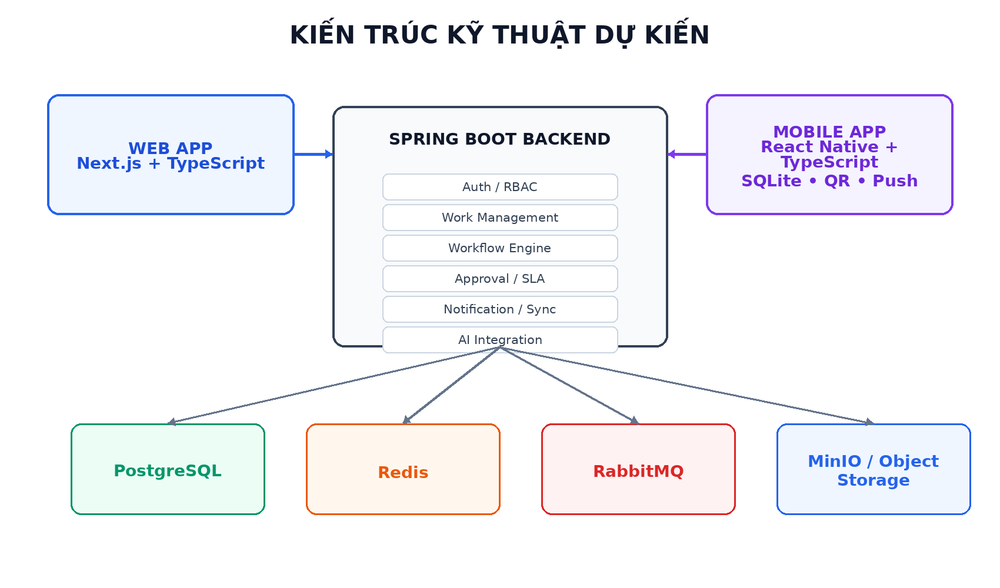 KIẾN TRÚC KỸ THUẬT DỰ KIẾN
WEB APP
Next.js + TypeScript
SPRING BOOT BACKEND
Auth / RBAC
Work Management
Workflow Engine
Approval / SLA
Notification / Sync
AI Integration
MOBILE APP
React Native +
TypeScript
SQLite • QR • Push
PostgreSQL
Redis
RabbitMQ
MinIO / Object
Storage